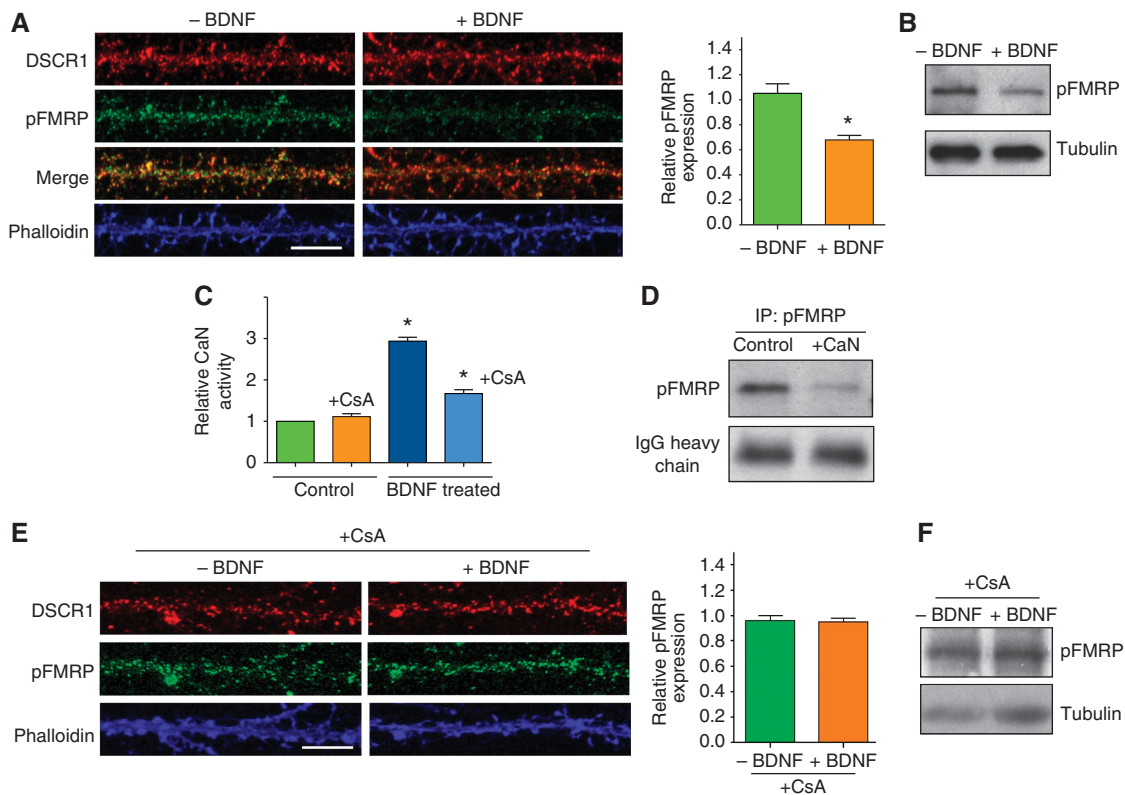 A
– BDNF
+ BDNF
DSCR1
pFMRP
Merge
Phalloidin
Relative pFMRP
expression
1.4
1.2
1.0
0.8
0.6
0.4
0.2
0.0
*
– BDNF + BDNF
B
– BDNF + BDNF
pFMRP
Tubulin
C
Relative CaN
activity
3
2
1
0
+CsA
*
*
+CsA
Control
BDNF treated
D
IP: pFMRP
Control +CaN
pFMRP
IgG heavy
chain
E
+CsA
– BDNF
+ BDNF
DSCR1
pFMRP
Phalloidin
Relative pFMRP
expression
1.4
1.2
1.0
0.8
0.6
0.4
0.2
0.0
– BDNF + BDNF
+CsA
F
+CsA
– BDNF + BDNF
pFMRP
Tubulin